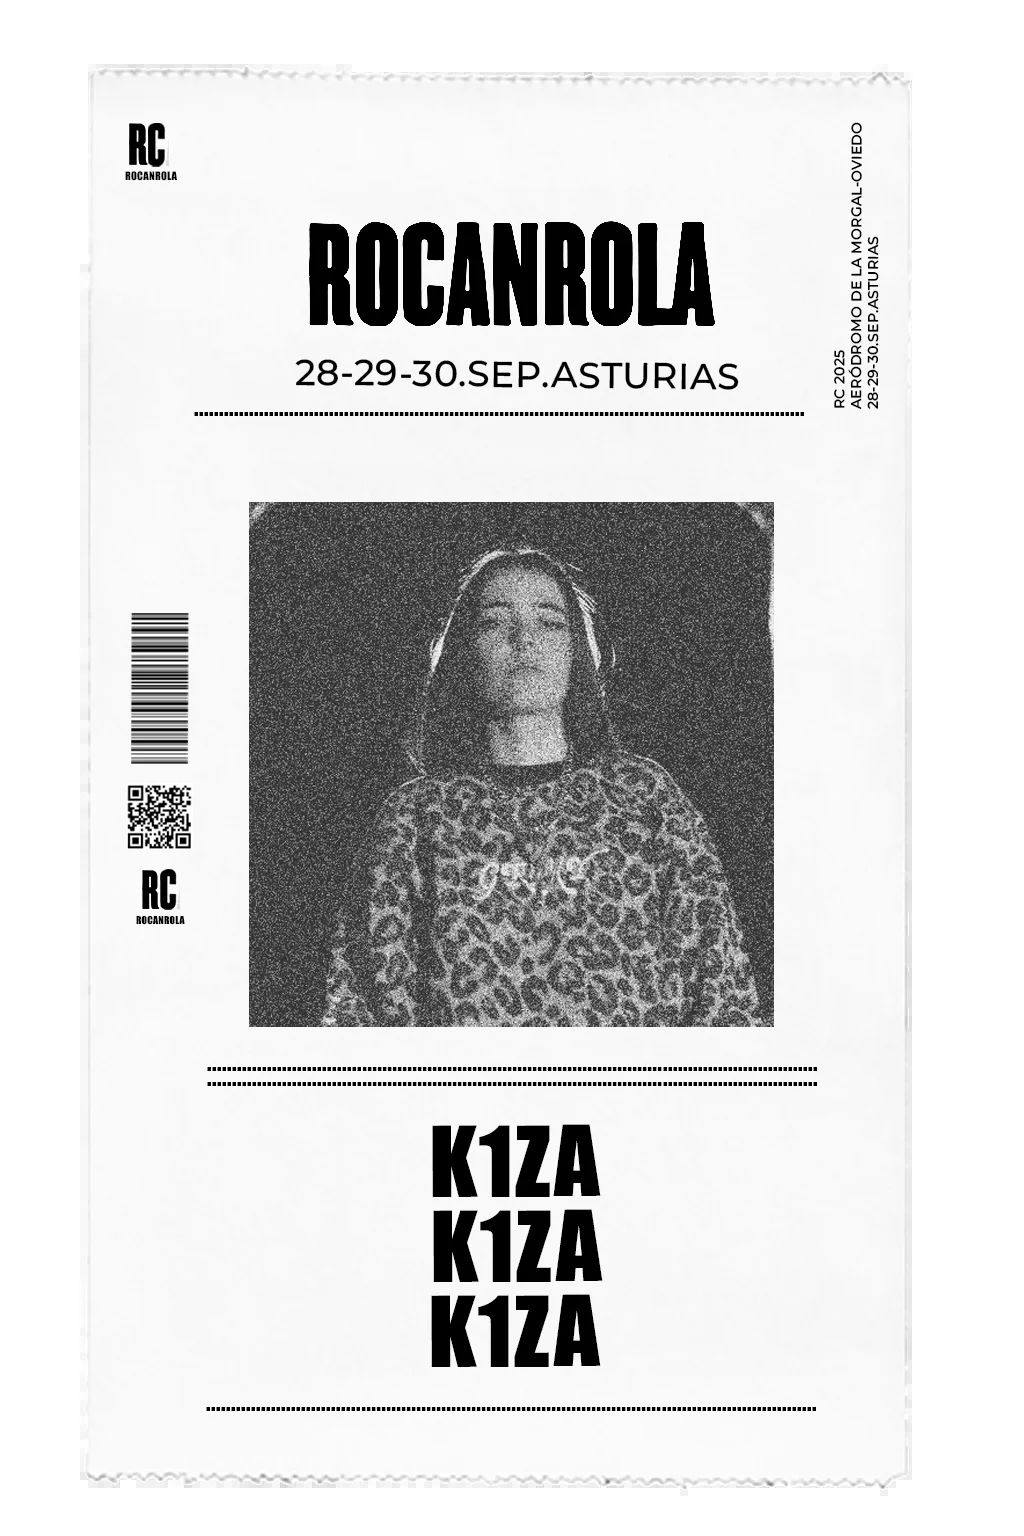 RC
ROCANROLA
RC 2025
AERÓDROMO DE LA MORGAL-OVIEDO
28-29-30.SEP.ASTURIAS
ROCANROLA
28-29-30.SEP.ASTURIAS
RC
ROCANROLA
K1ZA
K1ZA
K1ZA